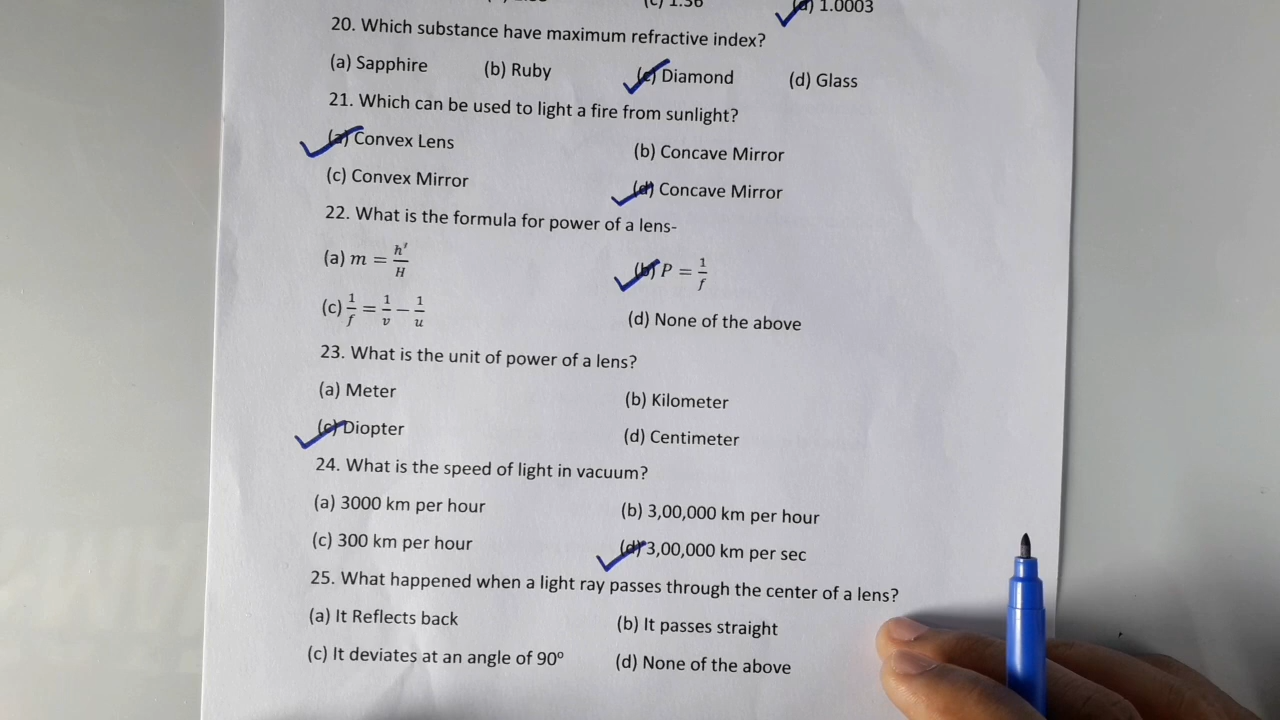 (c) 1.56 (d) 1.0003
20. Which substance have maximum refractive index?
(a) Sapphire (b) Ruby (c) Diamond (d) Glass
21. Which can be used to light a fire from sunlight?
(a) Convex Lens (b) Concave Mirror
(c) Convex Mirror (d) Concave Mirror
22. What is the formula for power of a lens-
(a) m = h'/H (b) P = 1/f
(c) 1/f = 1/v − 1/u (d) None of the above
23. What is the unit of power of a lens?
(a) Meter (b) Kilometer
(c) Diopter (d) Centimeter
24. What is the speed of light in vacuum?
(a) 3000 km per hour (b) 3,00,000 km per hour
(c) 300 km per hour (d) 3,00,000 km per sec
25. What happened when a light ray passes through the center of a lens?
(a) It Reflects back (b) It passes straight
(c) It deviates at an angle of 90° (d) None of the above